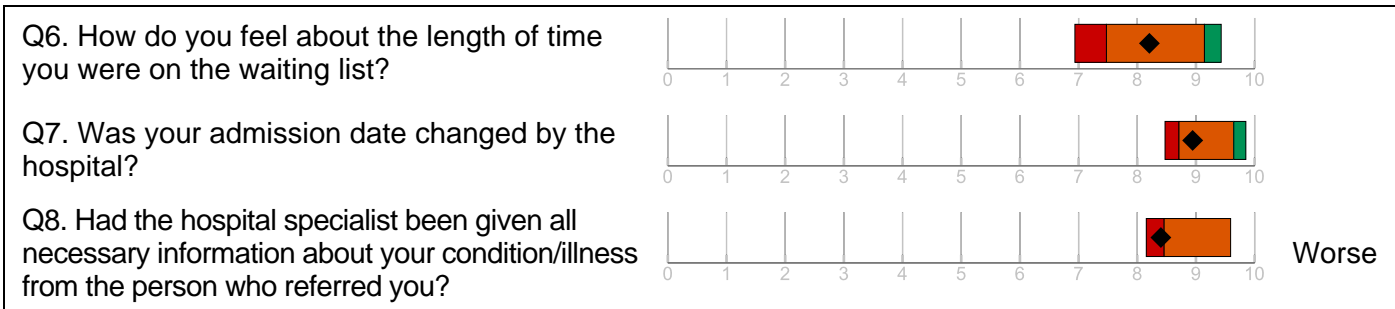 Q6. How do you feel about the length of time
you were on the waiting list?
0 1 2 3 4 5 6 7 8 9 10
Q7. Was your admission date changed by the
hospital?
0 1 2 3 4 5 6 7 8 9 10
Q8. Had the hospital specialist been given all
necessary information about your condition/illness
from the person who referred you?
0 1 2 3 4 5 6 7 8 9 10
Worse